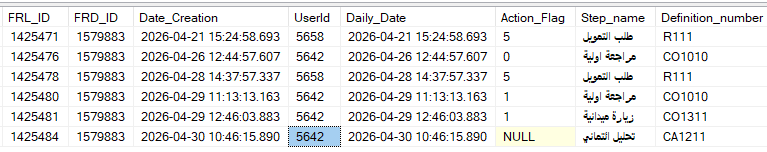 FRL_ID FRD_ID Date_Creation UserId Daily_Date Action_Flag Step_name Definition_number
1425471 1579883 2026-04-21 15:24:58.693 5658 2026-04-21 15:24:58.693 5 طلب التمويل R111
1425476 1579883 2026-04-26 12:44:57.607 5642 2026-04-26 12:44:57.607 0 مراجعة اولية CO1010
1425478 1579883 2026-04-28 14:37:57.337 5658 2026-04-28 14:37:57.337 5 طلب التمويل R111
1425480 1579883 2026-04-29 11:13:13.163 5642 2026-04-29 11:13:13.163 1 مراجعة اولية CO1010
1425481 1579883 2026-04-29 12:46:03.883 5642 2026-04-29 12:46:03.883 1 زيارة ميدانية CO1311
1425484 1579883 2026-04-30 10:46:15.890 5642 2026-04-30 10:46:15.890 NULL تحليل ائتماني CA1211